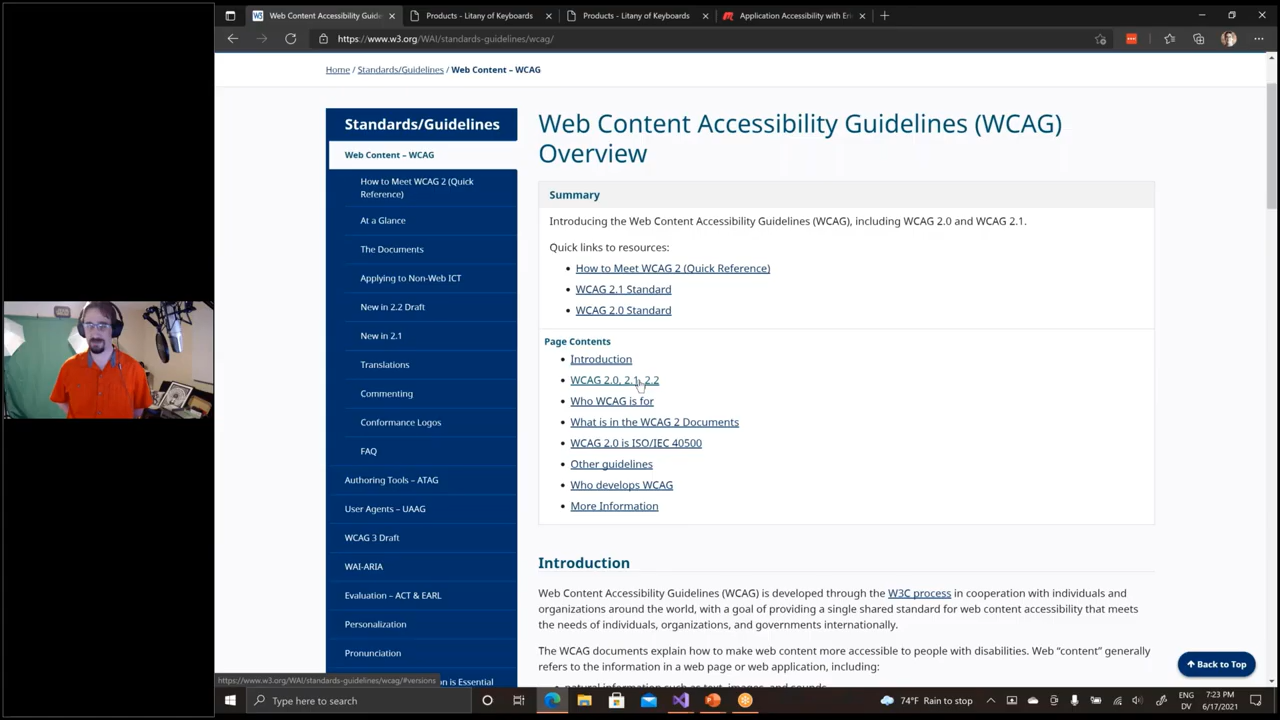 Web Content Accessibility Guide
Products - Litany of Keyboards
Products - Litany of Keyboards
Application Accessibility with Em
https://www.w3.org/WAI/standards-guidelines/wcag/
Home / Standards/Guidelines / Web Content – WCAG
Standards/Guidelines
Web Content – WCAG
How to Meet WCAG 2 (Quick
Reference)
At a Glance
The Documents
Applying to Non-Web ICT
New in 2.2 Draft
New in 2.1
Translations
Commenting
Conformance Logos
FAQ
Authoring Tools – ATAG
User Agents – UAAG
WCAG 3 Draft
WAI-ARIA
Evaluation – ACT & EARL
Personalization
Pronunciation
on is Essential
Web Content Accessibility Guidelines (WCAG)
Overview
Summary
Introducing the Web Content Accessibility Guidelines (WCAG), including WCAG 2.0 and WCAG 2.1.
Quick links to resources:
• How to Meet WCAG 2 (Quick Reference)
• WCAG 2.1 Standard
• WCAG 2.0 Standard
Page Contents
• Introduction
• WCAG 2.0, 2.1, 2.2
• Who WCAG is for
• What is in the WCAG 2 Documents
• WCAG 2.0 is ISO/IEC 40500
• Other guidelines
• Who develops WCAG
• More Information
Introduction
Web Content Accessibility Guidelines (WCAG) is developed through the W3C process in cooperation with individuals and
organizations around the world, with a goal of providing a single shared standard for web content accessibility that meets
the needs of individuals, organizations, and governments internationally.
The WCAG documents explain how to make web content more accessible to people with disabilities. Web “content” generally
refers to the information in a web page or web application, including:
natural information such as text, images, and sounds
Back to Top
https://www.w3.org/WAI/standards-guidelines/wcag/#versions
Type here to search
74°F Rain to stop
ENG
DV
7:23 PM
6/17/2021